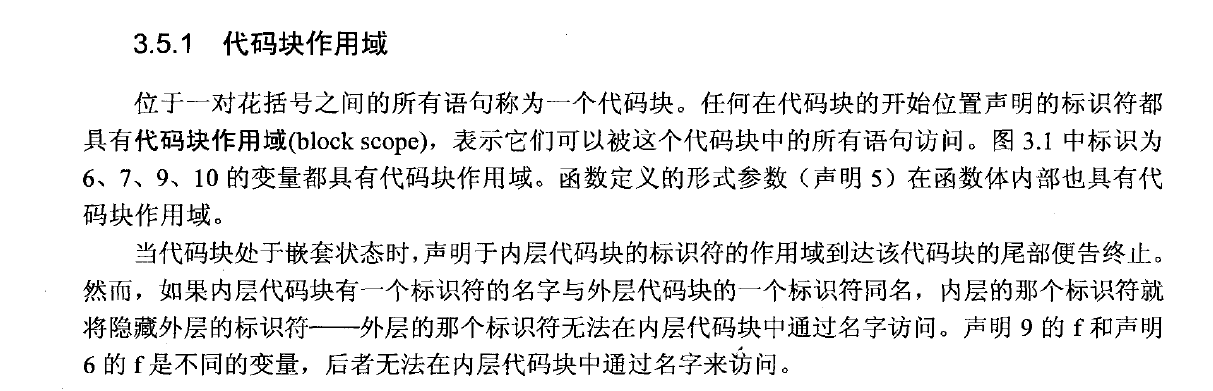 3.5.1 代码块作用域
位于一对花括号之间的所有语句称为一个代码块。任何在代码块的开始位置声明的标识符都
具有代码块作用域(block scope)，表示它们可以被这个代码块中的所有语句访问。图 3.1 中标识为
6、7、9、10 的变量都具有代码块作用域。函数定义的形式参数（声明 5）在函数体内部也具有代
码块作用域。
当代码块处于嵌套状态时，声明于内层代码块的标识符的作用域到达该代码块的尾部便告终止。
然而，如果内层代码块有一个标识符的名字与外层代码块的一个标识符同名，内层的那个标识符就
将隐藏外层的标识符——外层的那个标识符无法在内层代码块中通过名字访问。声明 9 的 f 和声明
6 的 f 是不同的变量，后者无法在内层代码块中通过名字来访问。